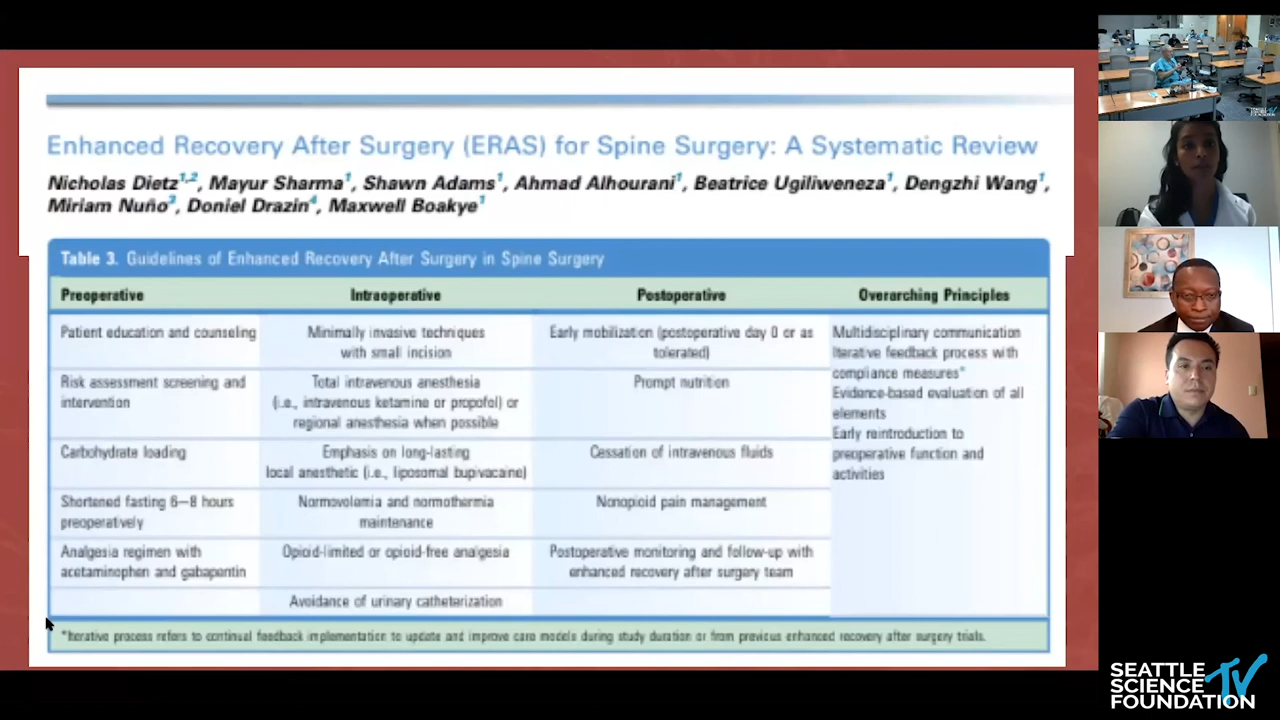 Enhanced Recovery After Surgery (ERAS) for Spine Surgery: A Systematic Review
Nicholas Dietz1,2, Mayur Sharma1, Shawn Adams1, Ahmad Alhourani1, Beatrice Ugiliweneza1, Dengzhi Wang1,
Miriam Nuño3, Doniel Drazin4, Maxwell Boakye1
Table 3. Guidelines of Enhanced Recovery After Surgery in Spine Surgery
Preoperative
Intraoperative
Postoperative
Overarching Principles
Patient education and counseling
Minimally invasive techniques
with small incision
Early mobilization (postoperative day 0 or as
tolerated)
Multidisciplinary communication
Iterative feedback process with
compliance measures*
Evidence-based evaluation of all
elements
Early reintroduction to
preoperative function and
activities
Risk assessment screening and
intervention
Total intravenous anesthesia
(i.e., intravenous ketamine or propofol) or
regional anesthesia when possible
Prompt nutrition
Carbohydrate loading
Emphasis on long-lasting
local anesthetic (i.e., liposomal bupivacaine)
Cessation of intravenous fluids
Shortened fasting 6–8 hours
preoperatively
Normovolemia and normothermia
maintenance
Nonopioid pain management
Analgesia regimen with
acetaminophen and gabapentin
Opioid-limited or opioid-free analgesia
Postoperative monitoring and follow-up with
enhanced recovery after surgery team
Avoidance of urinary catheterization
*Iterative process refers to continual feedback implementation to update and improve care models during study duration or from previous enhanced recovery after surgery trials.
SEATTLE
SCIENCE
FOUNDATION
TV
SEATTLE
SCIENCE
FOUNDATION
TV